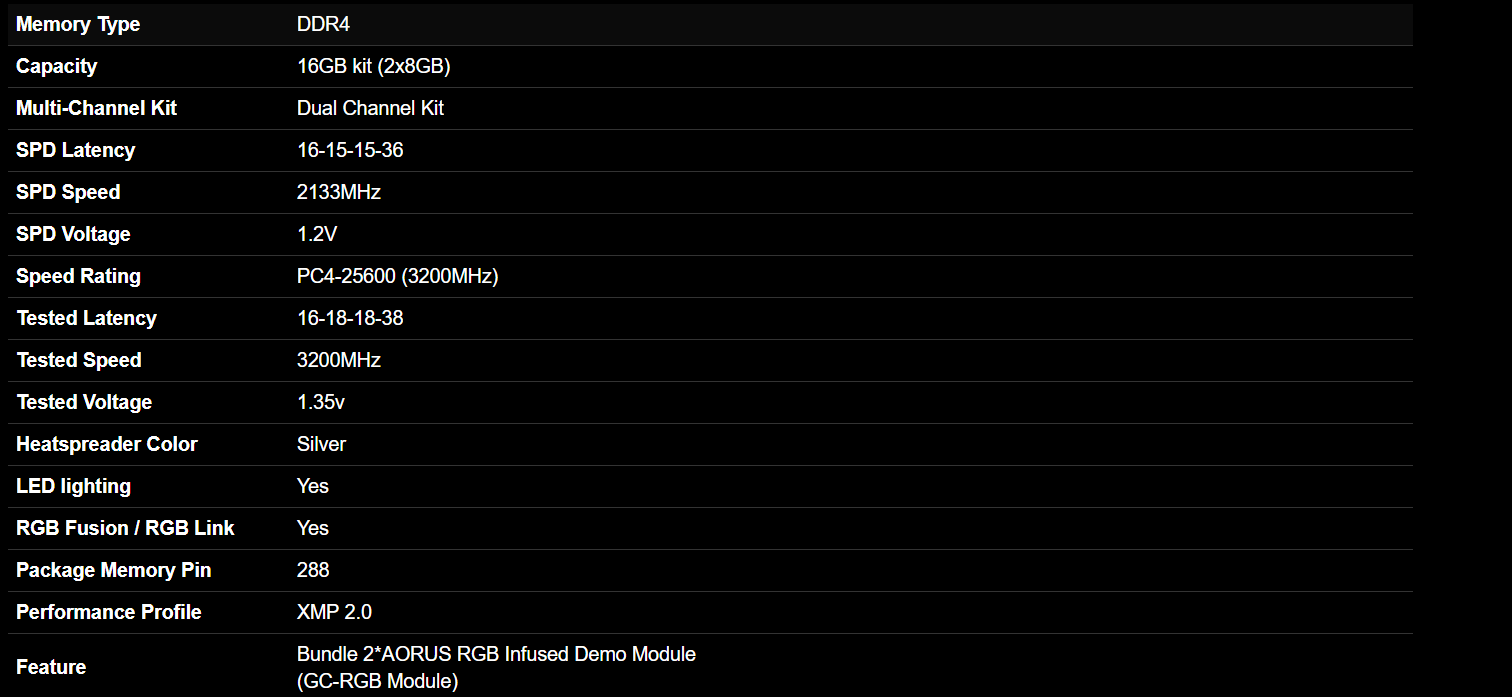 Memory Type DDR4
Capacity 16GB kit (2x8GB)
Multi-Channel Kit Dual Channel Kit
SPD Latency 16-15-15-36
SPD Speed 2133MHz
SPD Voltage 1.2V
Speed Rating PC4-25600 (3200MHz)
Tested Latency 16-18-18-38
Tested Speed 3200MHz
Tested Voltage 1.35v
Heatspreader Color Silver
LED lighting Yes
RGB Fusion / RGB Link Yes
Package Memory Pin 288
Performance Profile XMP 2.0
Feature Bundle 2*AORUS RGB Infused Demo Module
(GC-RGB Module)